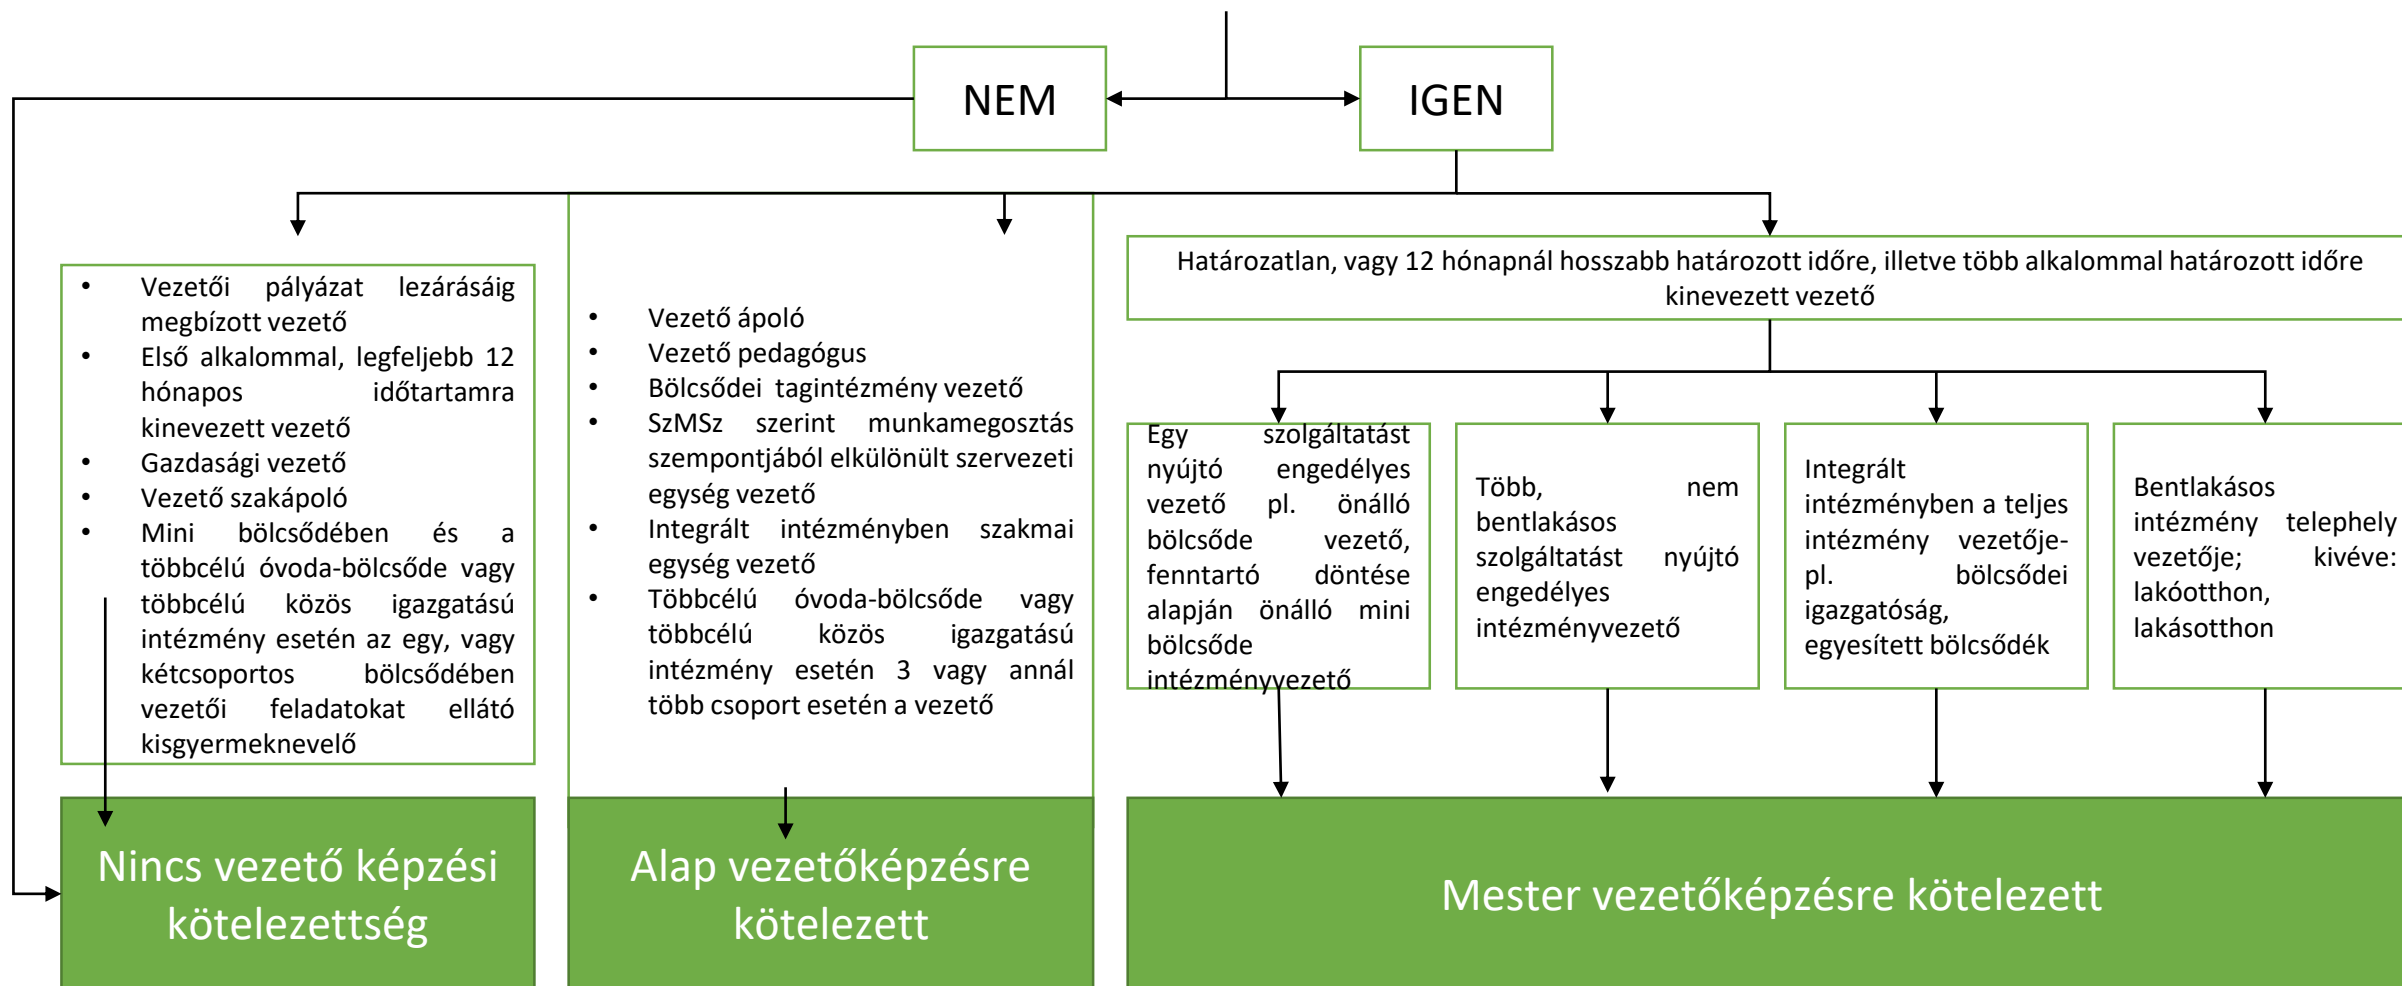 NEM
IGEN
• Vezetői pályázat lezárásáig
megbízott vezető
• Első alkalommal, legfeljebb 12
hónapos időtartamra
kinevezett vezető
• Gazdasági vezető
• Vezető szakápoló
• Mini bölcsődében és a
többcélú óvoda-bölcsőde vagy
többcélú közös igazgatású
intézmény esetén az egy, vagy
kétcsoportos bölcsődében
vezetői feladatokat ellátó
kisgyermeknevelő
• Vezető ápoló
• Vezető pedagógus
• Bölcsődei tagintézmény vezető
• SzMSz szerint munkamegosztás
szempontjából elkülönült szervezeti
egység vezető
• Integrált intézményben szakmai
egység vezető
• Többcélú óvoda-bölcsőde vagy
többcélú közös igazgatású
intézmény esetén 3 vagy annál
több csoport esetén a vezető
Határozatlan, vagy 12 hónapnál hosszabb határozott időre, illetve több alkalommal határozott időre
kinevezett vezető
Egy szolgáltatást
nyújtó engedélyes
vezető pl. önálló
bölcsőde vezető,
fenntartó döntése
alapján önálló mini
bölcsőde
intézményvezető
Több, nem
bentlakásos
szolgáltatást nyújtó
engedélyes
intézményvezető
Integrált
intézményben a teljes
intézmény vezetője-
pl. bölcsődei
igazgatóság,
egyesített bölcsődék
Bentlakásos
intézmény telephely
vezetője; kivéve:
lakóotthon,
lakásotthon
Nincs vezető képzési
kötelezettség
Alap vezetőképzésre
kötelezett
Mester vezetőképzésre kötelezett